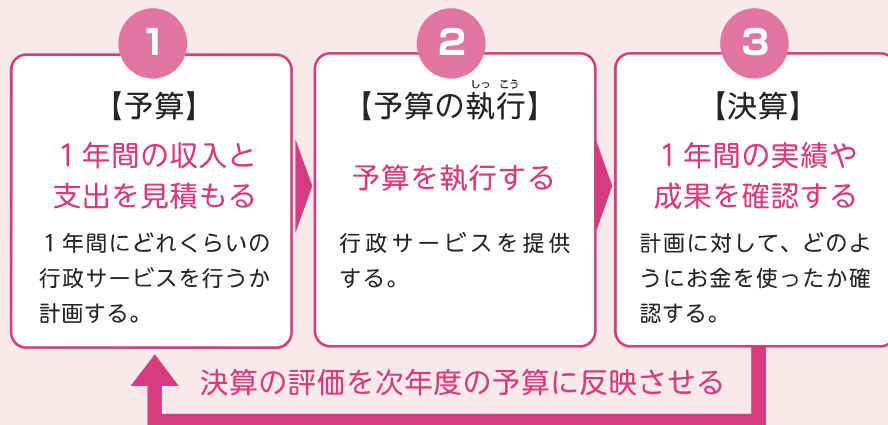 1
【予算】
1年間の収入と
支出を見積もる
1年間にどれくらいの
行政サービスを行うか
計画する。
2
しっ こう
【予算の執行】
予算を執行する
行政サービスを提供
する。
3
【決算】
1年間の実績や
成果を確認する
計画に対して、どのよ
うにお金を使ったか確
認する。
決算の評価を次年度の予算に反映させる